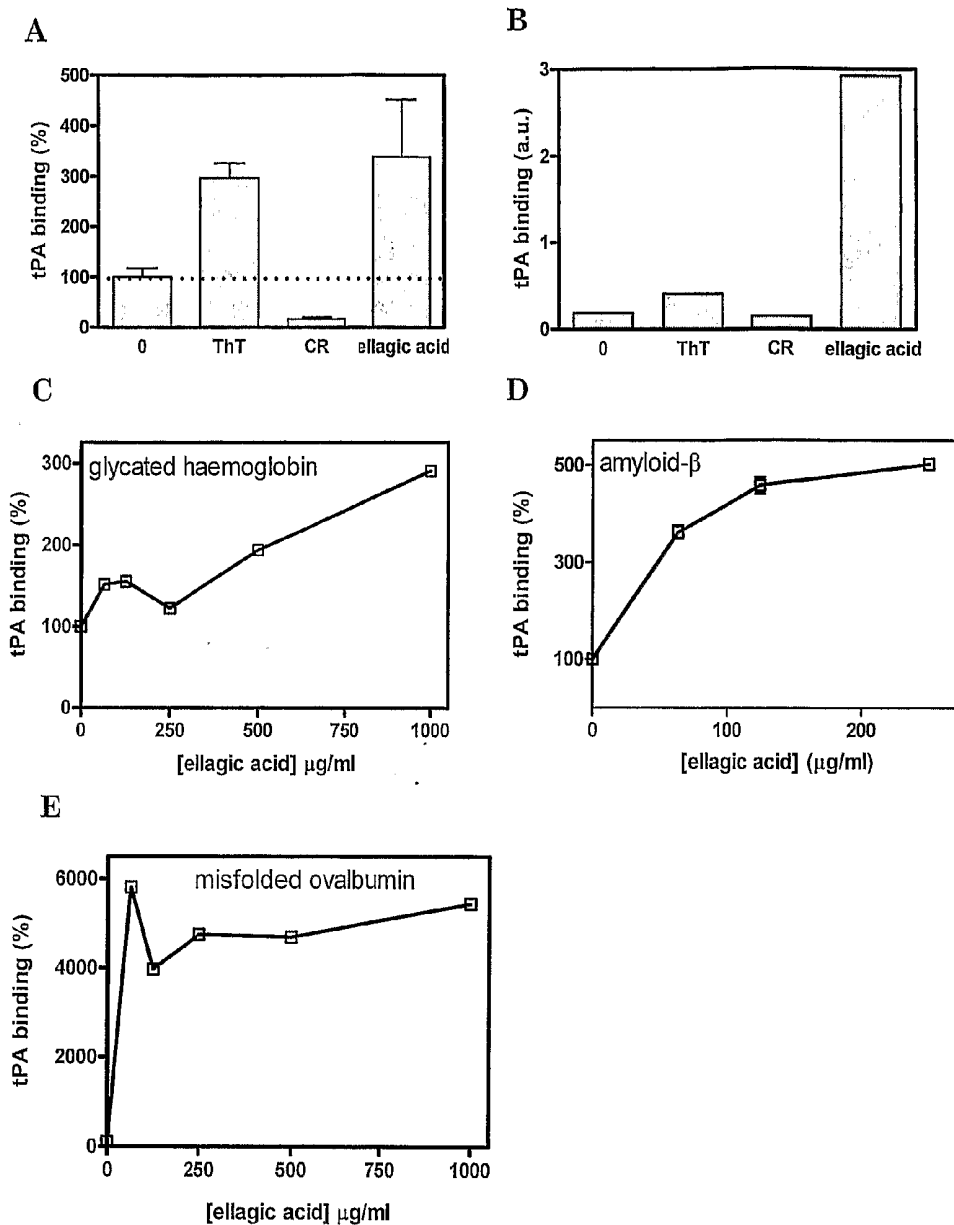 A
tPA binding (%)
500
400
300
200
100
0
0 ThT CR ellagic acid
B
tPA binding (a.u.)
3
2
1
0
0 ThT CR ellagic acid
C
glycated haemoglobin
tPA binding (%)
300
200
100
0
0 250 500 750 1000
[ellagic acid] μg/ml
D
amyloid-β
tPA binding (%)
500
300
100
0 100 200
[ellagic acid] (μg/ml)
E
misfolded ovalbumin
tPA binding (%)
6000
4000
2000
0
0 250 500 750 1000
[ellagic acid] μg/ml